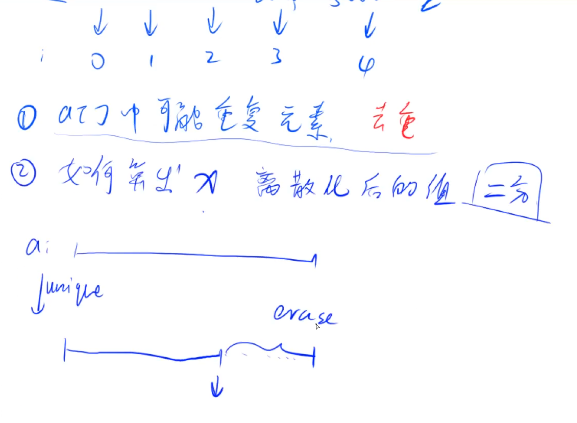 i 0 1 2 3 4
① a[]中可能重复元素. 去重
② 如何算出x 离散化后的值 二分
a:
unique
erase